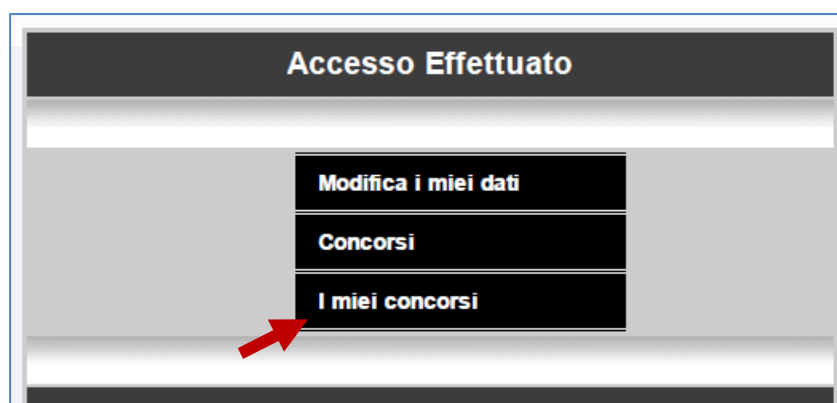 Accesso Effettuato
Modifica i miei dati
Concorsi
I miei concorsi